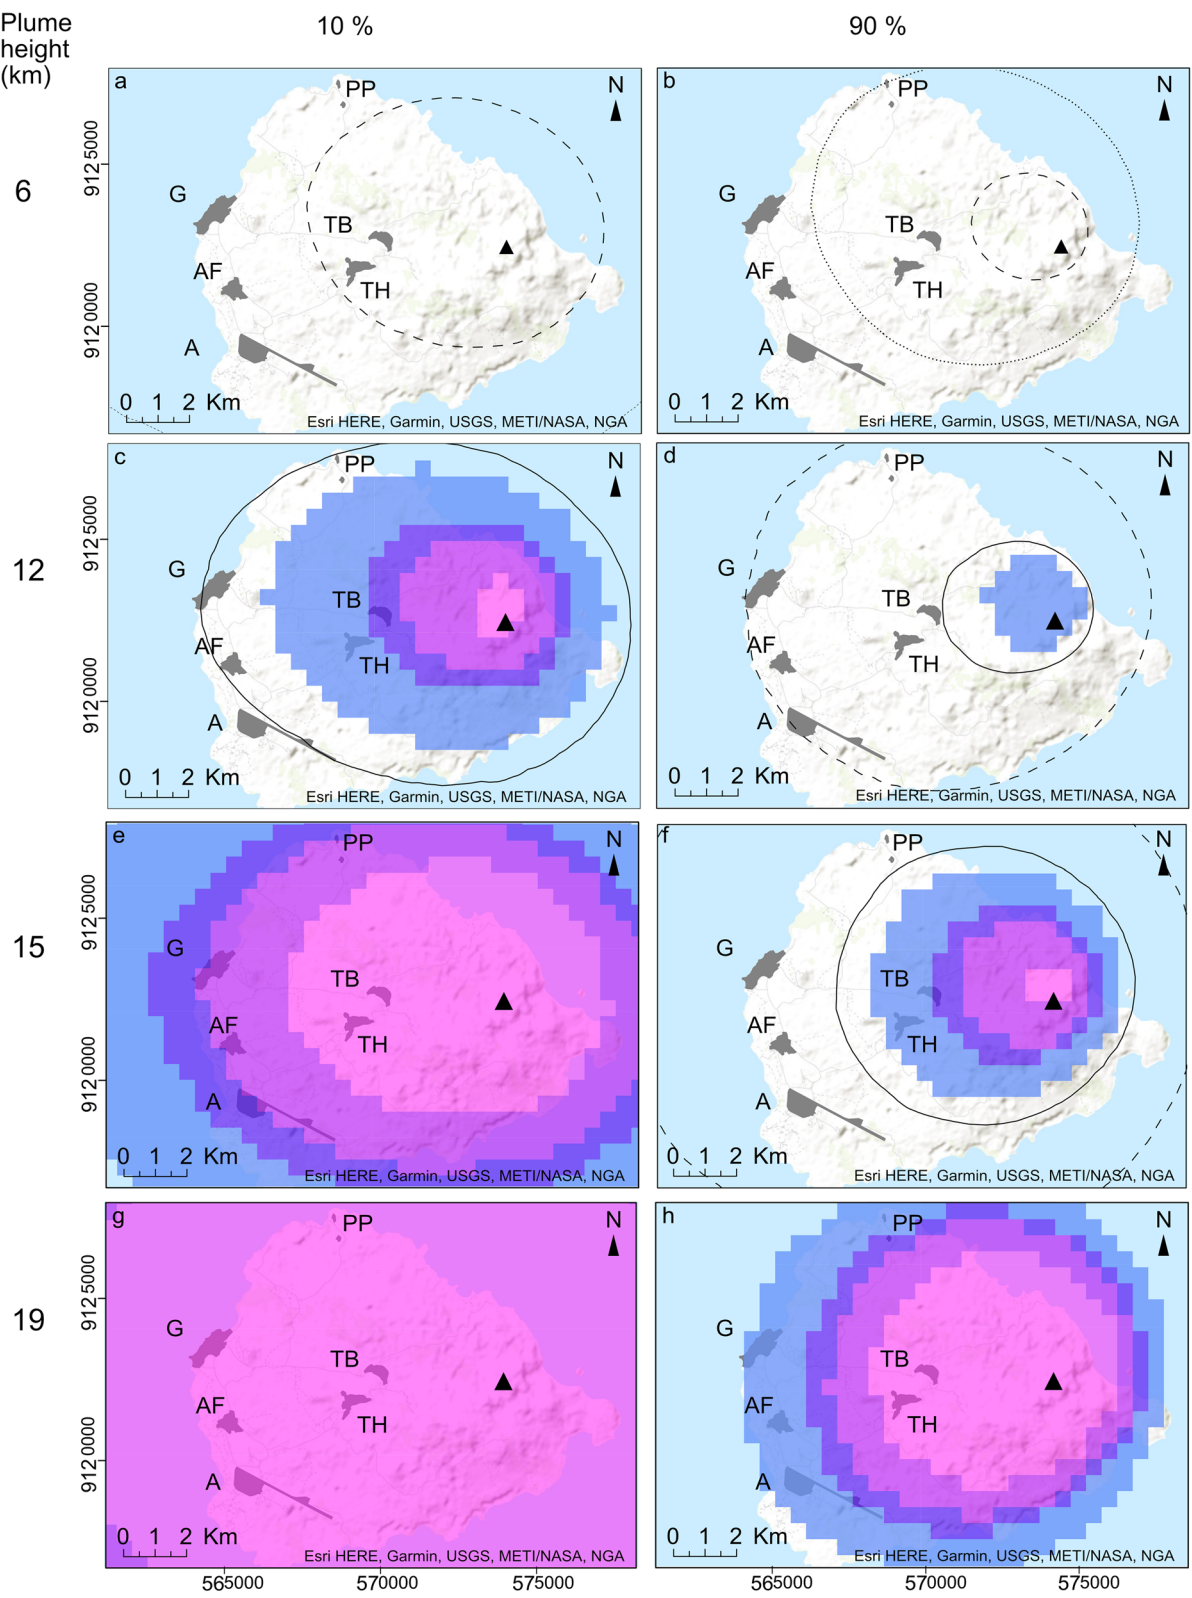 Plume
height
(km)
10 %
90 %
6
12
15
19
a
PP
N
G
TB
AF
TH
A
9125000
9120000
0 1 2 Km
Esri HERE, Garmin, USGS, METI/NASA, NGA
b
PP
N
G
TB
AF
TH
A
0 1 2 Km
Esri HERE, Garmin, USGS, METI/NASA, NGA
c
PP
N
G
TB
AF
TH
A
9125000
9120000
0 1 2 Km
Esri HERE, Garmin, USGS, METI/NASA, NGA
d
PP
N
G
TB
AF
TH
A
0 1 2 Km
Esri HERE, Garmin, USGS, METI/NASA, NGA
e
PP
N
G
TB
AF
TH
A
9125000
9120000
0 1 2 Km
Esri HERE, Garmin, USGS, METI/NASA, NGA
f
PP
N
G
TB
AF
TH
A
0 1 2 Km
Esri HERE, Garmin, USGS, METI/NASA, NGA
g
PP
N
G
TB
AF
TH
A
9125000
9120000
0 1 2 Km
Esri HERE, Garmin, USGS, METI/NASA, NGA
565000 570000 575000
h
PP
N
G
TB
AF
TH
A
0 1 2 Km
Esri HERE, Garmin, USGS, METI/NASA, NGA
565000 570000 575000